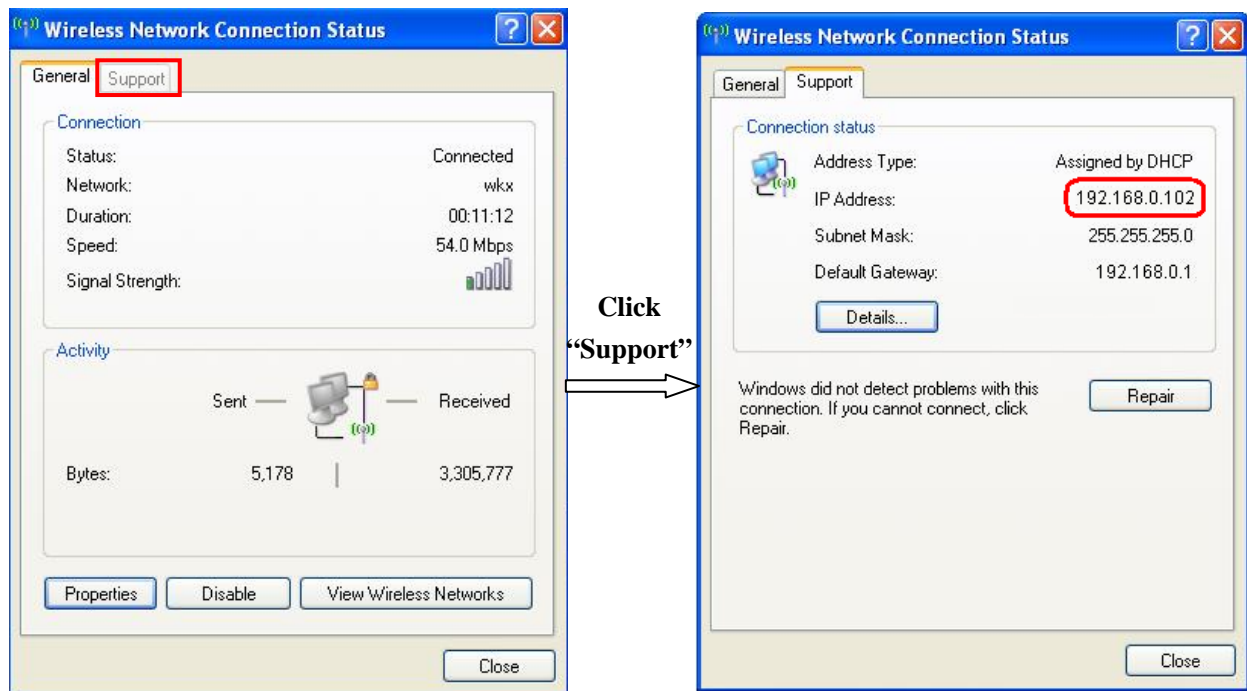 Wireless Network Connection Status
General Support
Connection
Status: Connected
Network: wkx
Duration: 00:11:12
Speed: 54.0 Mbps
Signal Strength:
Activity
Sent Received
Bytes: 5,178 3,305,777
Properties Disable View Wireless Networks
Close
Click
“Support”
Wireless Network Connection Status
General Support
Connection status
Address Type: Assigned by DHCP
IP Address: 192.168.0.102
Subnet Mask: 255.255.255.0
Default Gateway: 192.168.0.1
Details...
Windows did not detect problems with this
connection. If you cannot connect, click
Repair.
Repair
Close